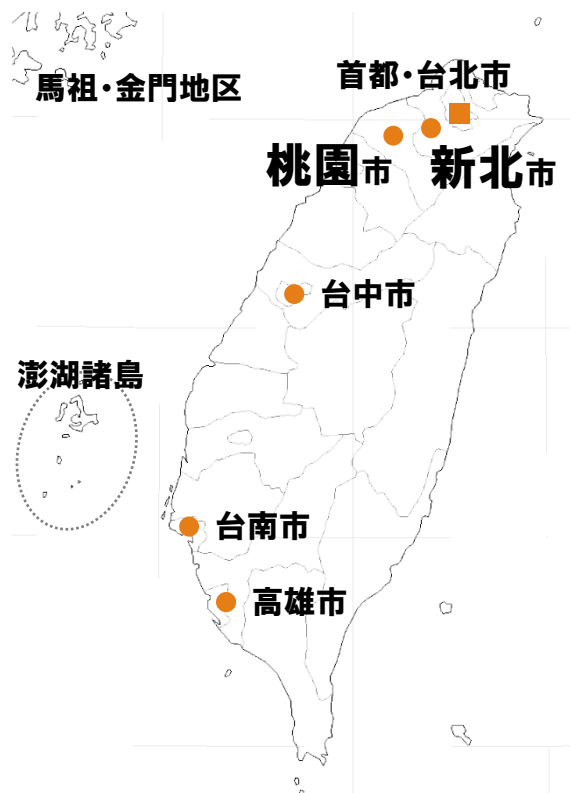 首都・台北市
馬祖・金門地区
桃園市
新北市
台中市
澎湖諸島
台南市
高雄市